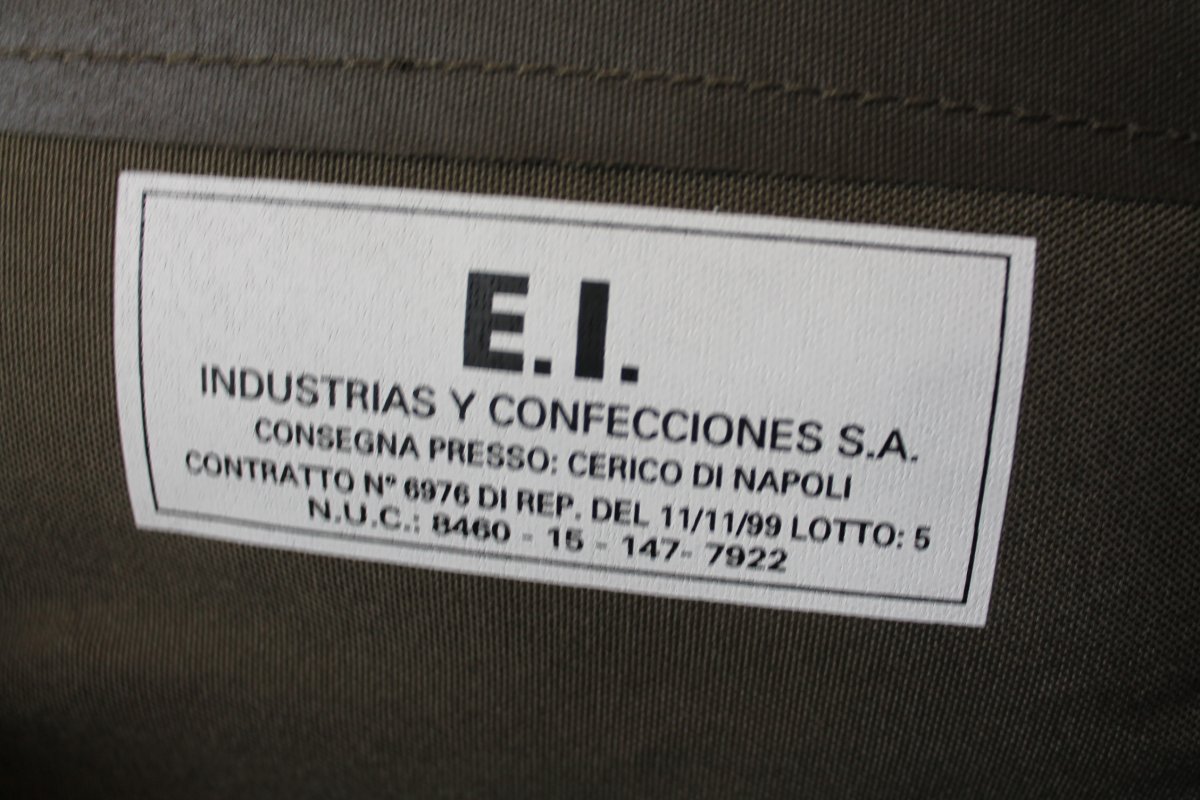 E.I.
INDUSTRIAS Y CONFECCIONES S.A.
CONSEGNA PRESSO: CERICO DI NAPOLI
CONTRATTO Nº 6976 DI REP. DEL 11/11/99 LOTTO: 5
N.U.C.: 8460 - 15 - 147- 7922